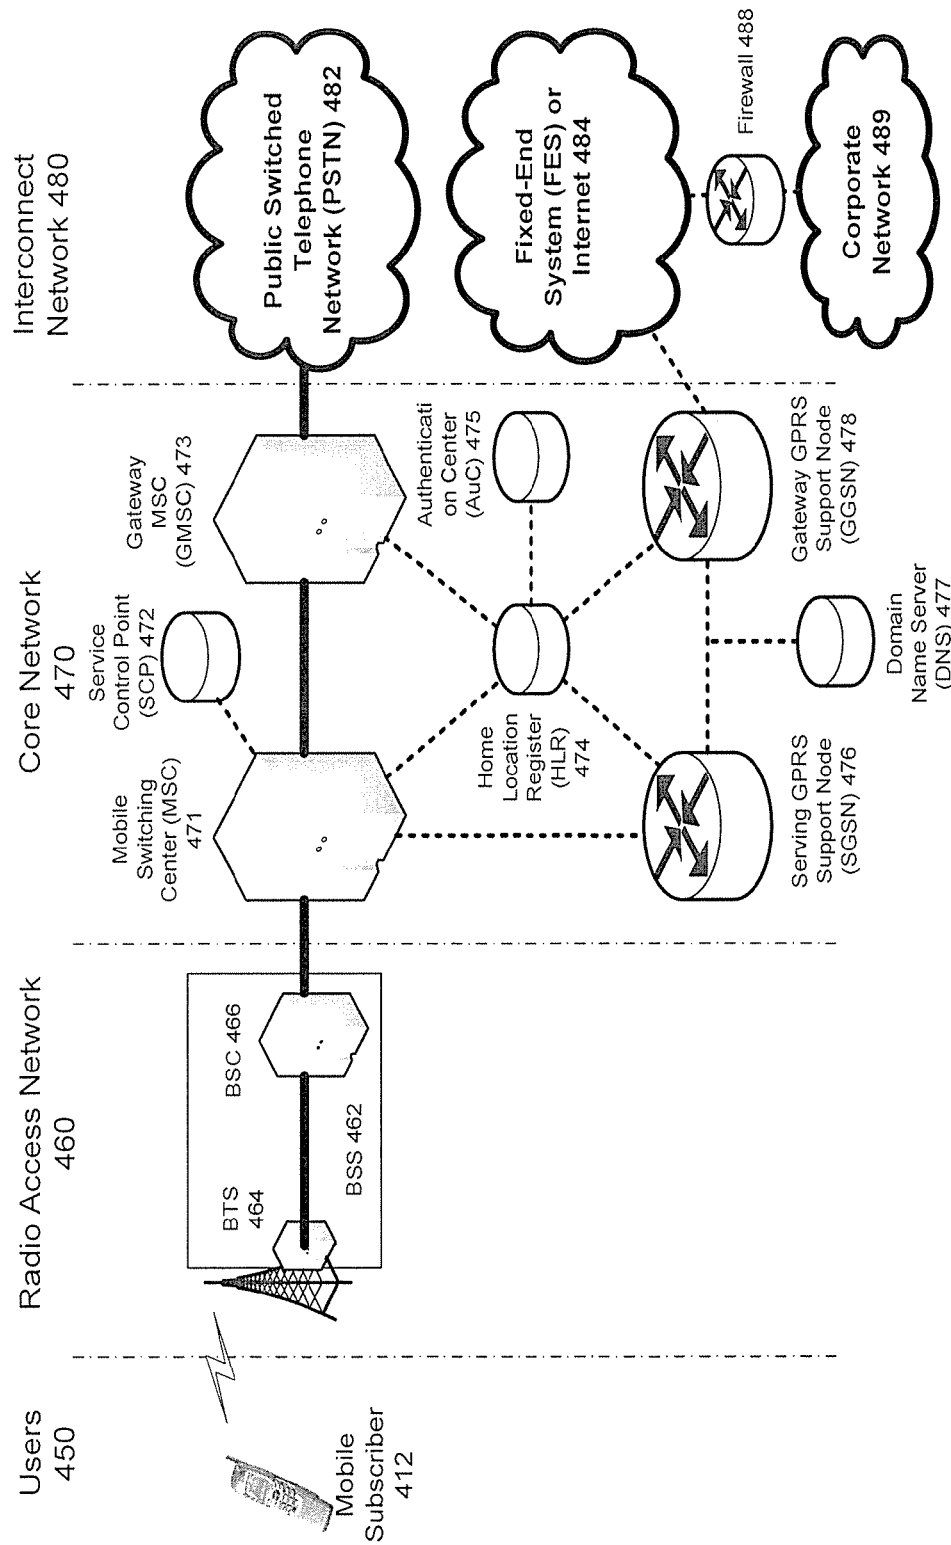 Users
450
Radio Access Network
460
Core Network
470
Interconnect
Network 480
Mobile
Subscriber
412
BTS
464
BSC 466
BSS 462
Mobile
Switching
Center (MSC)
471
Service
Control Point
(SCP) 472
Gateway
MSC
(GMSC) 473
Public Switched
Telephone
Network (PSTN) 482
Home
Location
Register
(HLR)
474
Authenticati
on Center
(AuC) 475
Fixed-End
System (FES) or
Internet 484
Serving GPRS
Support Node
(SGSN) 476
Domain
Name Server
(DNS) 477
Gateway GPRS
Support Node
(GGSN) 478
Firewall 488
Corporate
Network 489